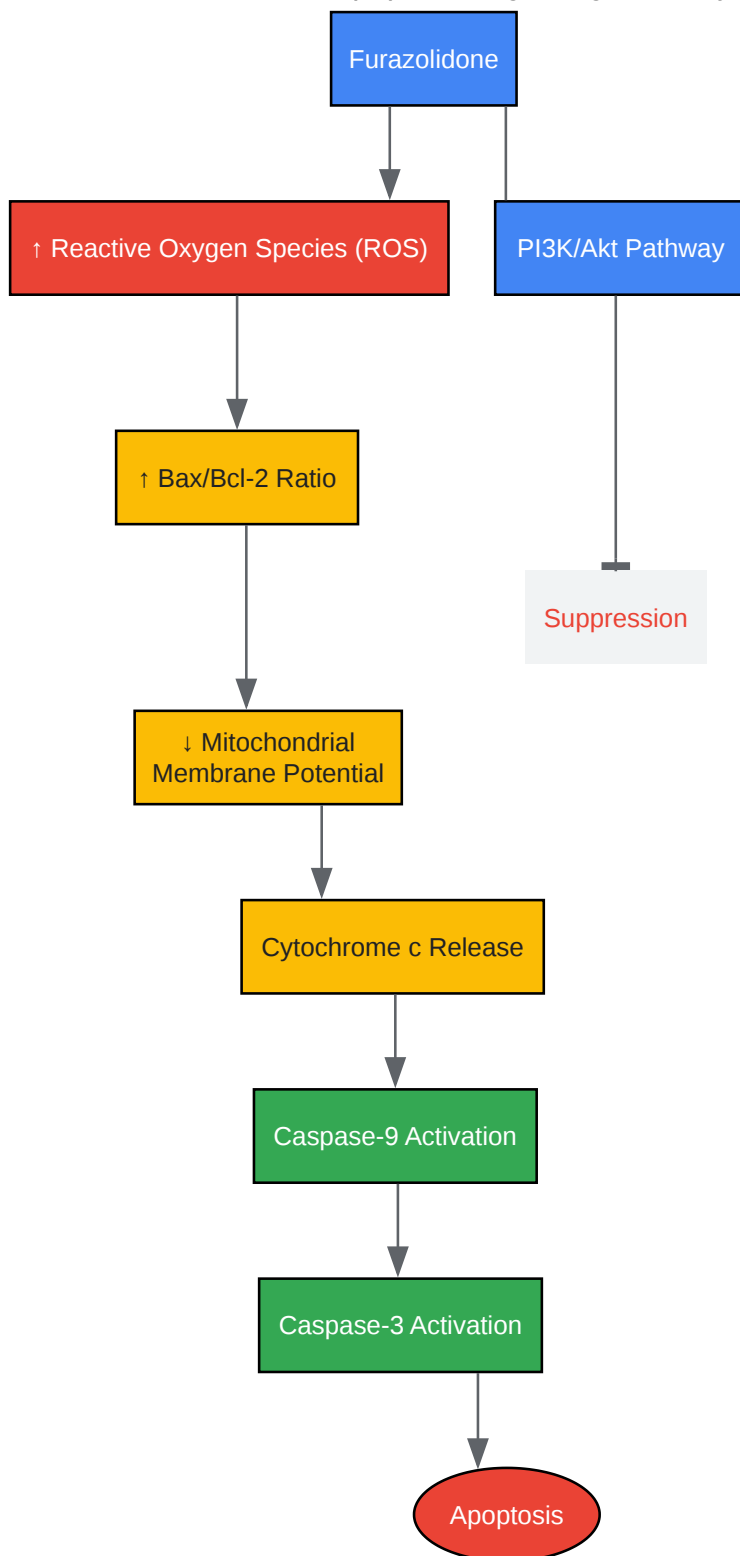 Furazolidone
↑ Reactive Oxygen Species (ROS)
PI3K/Akt Pathway
↑ Bax/Bcl-2 Ratio
Suppression
↓ Mitochondrial
Membrane Potential
Cytochrome c Release
Caspase-9 Activation
Caspase-3 Activation
Apoptosis